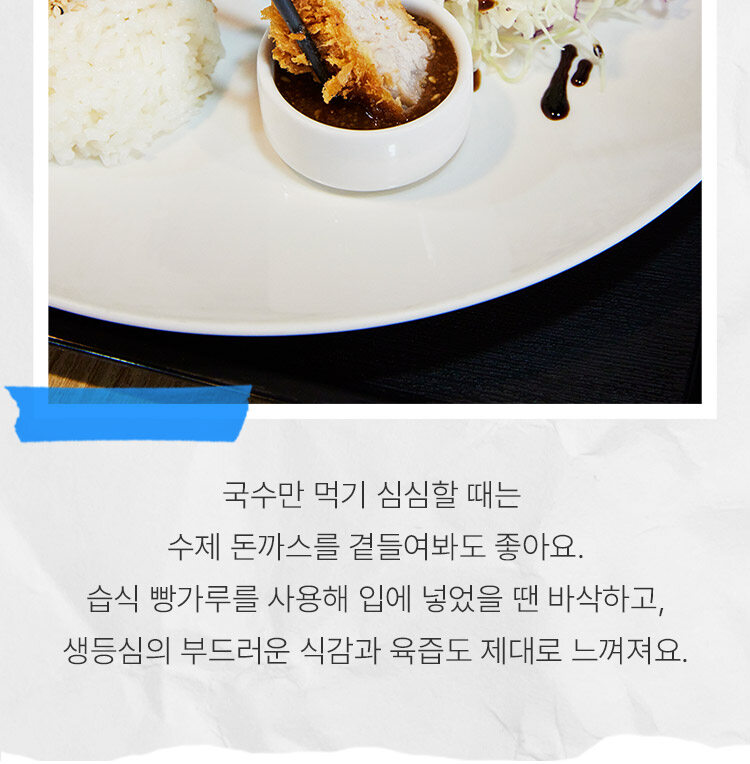 국수만 먹기 심심할 때는
수제 돈까스를 곁들여봐도 좋아요.
습식 빵가루를 사용해 입에 넣었을 땐 바삭하고,
생등심의 부드러운 식감과 육즙도 제대로 느껴져요.